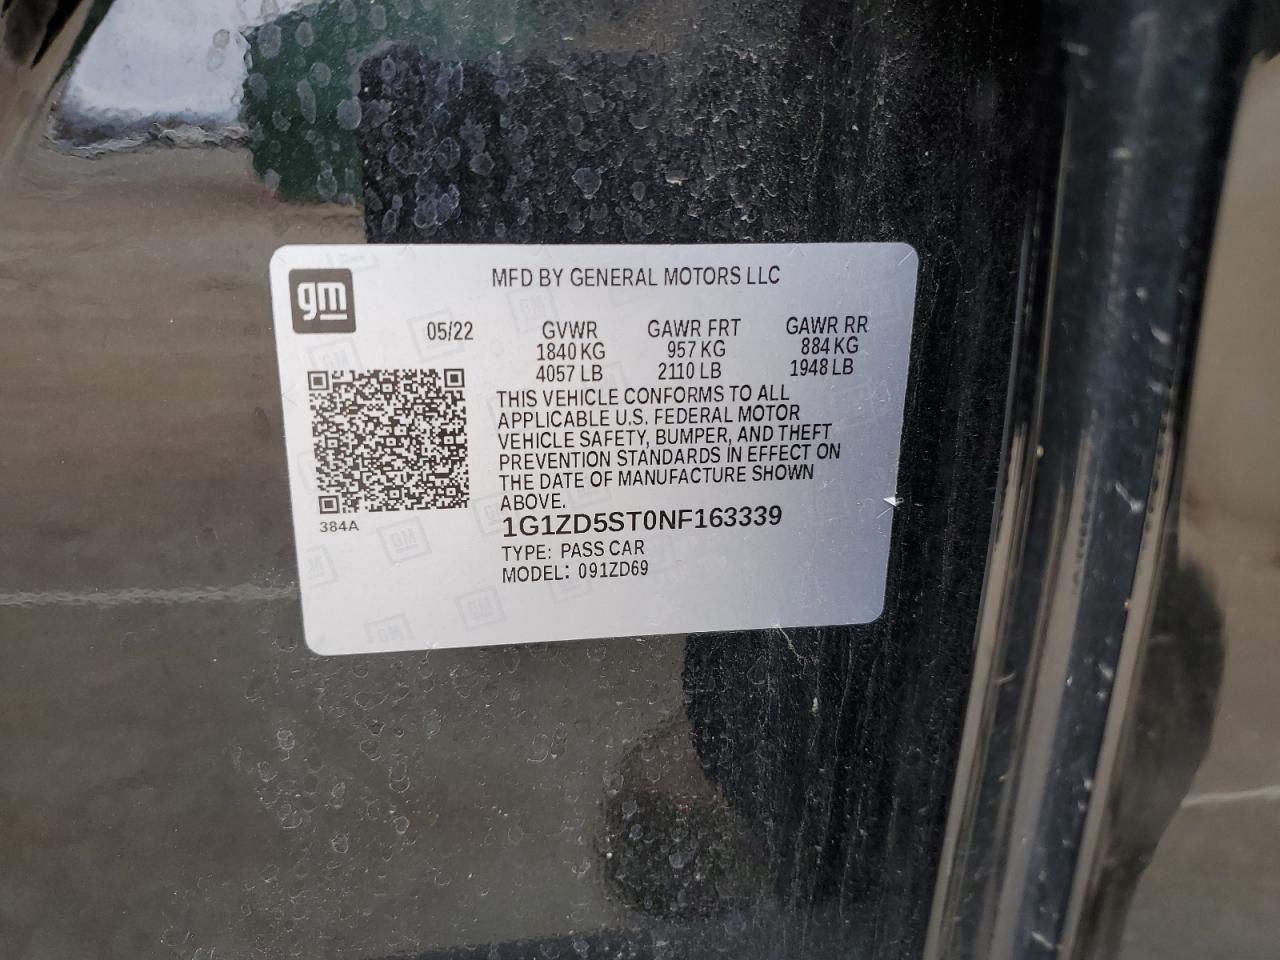 MFD BY GENERAL MOTORS LLC
gm
05/22 GVWR GAWR FRT GAWR RR
1840 KG 957 KG 884 KG
4057 LB 2110 LB 1948 LB
THIS VEHICLE CONFORMS TO ALL
APPLICABLE U.S. FEDERAL MOTOR
VEHICLE SAFETY, BUMPER, AND THEFT
PREVENTION STANDARDS IN EFFECT ON
THE DATE OF MANUFACTURE SHOWN
ABOVE.
384A
1G1ZD5ST0NF163339
TYPE: PASS CAR
MODEL: 091ZD69